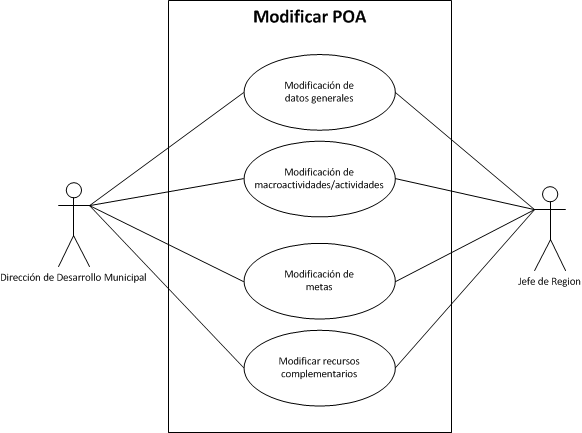 Modificar POA
Modificación de
datos generales
Modificación de
macroactividades/actividades
Modificación de
metas
Modificar recursos
complementarios
Dirección de Desarrollo Municipal
Jefe de Region